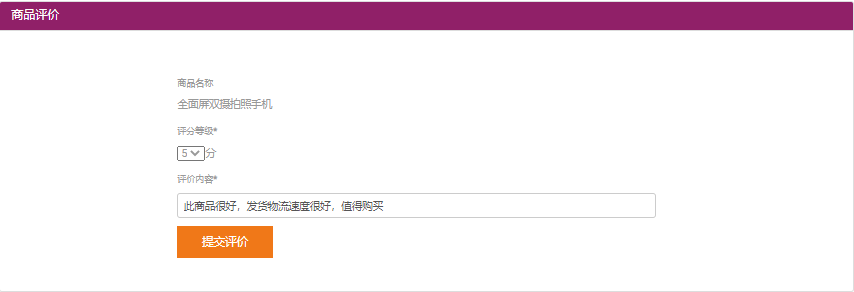 商品评价
商品名称
全面屏双摄拍照手机
评分等级*
5 分
评价内容*
此商品很好，发货物流速度很好，值得购买
提交评价